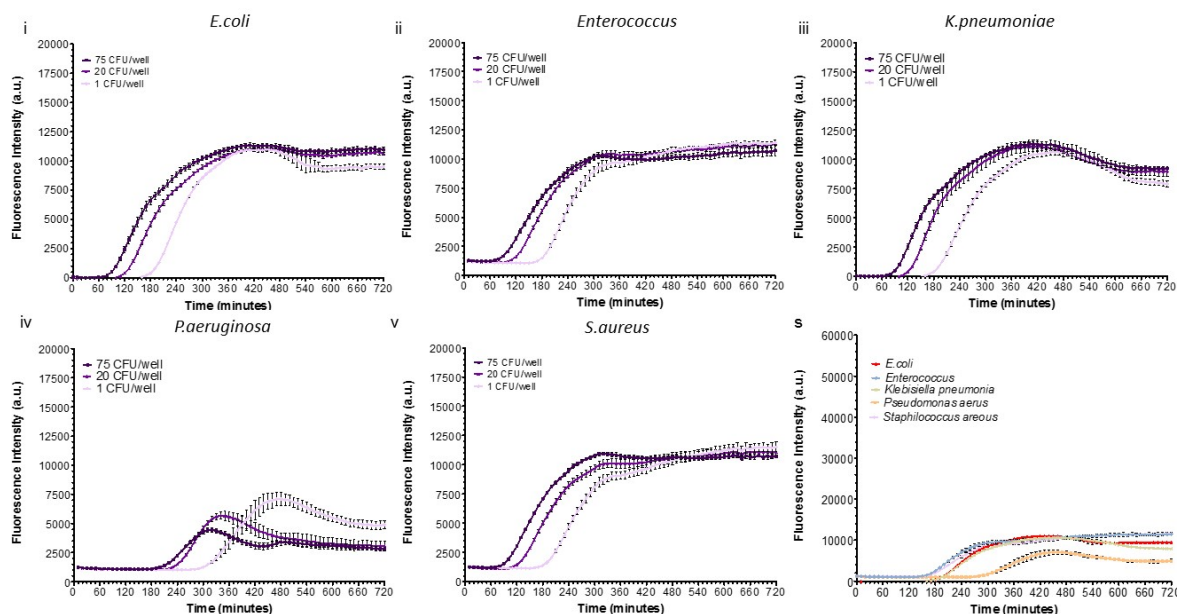 i
E.coli
20000
17500
15000
12500
10000
7500
5000
2500
0
Fluorescence Intensity (a.u.)
75 CFU/well
20 CFU/well
1 CFU/well
0 60 120 180 240 300 360 420 480 540 600 660 720
Time (minutes)
ii
Enterococcus
20000
17500
15000
12500
10000
7500
5000
2500
0
Fluorescence Intensity (a.u.)
75 CFU/well
20 CFU/well
1 CFU/well
0 60 120 180 240 300 360 420 480 540 600 660 720
Time (minutes)
iii
K.pneumoniae
20000
17500
15000
12500
10000
7500
5000
2500
0
Fluorescence Intensity (a.u.)
75 CFU/well
20 CFU/well
1 CFU/well
0 60 120 180 240 300 360 420 480 540 600 660 720
Time (minutes)
iv
P.aeruginosa
20000
17500
15000
12500
10000
7500
5000
2500
0
Fluorescence Intensity (a.u.)
75 CFU/well
20 CFU/well
1 CFU/well
0 60 120 180 240 300 360 420 480 540 600 660 720
Time (minutes)
v
S.aureus
20000
17500
15000
12500
10000
7500
5000
2500
0
Fluorescence Intensity (a.u.)
75 CFU/well
20 CFU/well
1 CFU/well
0 60 120 180 240 300 360 420 480 540 600 660 720
Time (minutes)
s
60000
50000
40000
30000
20000
10000
0
Fluorescence Intensity (a.u.)
E.coli
Enterococcus
Klebisiella pneumonia
Pseudomonas aerus
Staphilococcus areous
0 60 120 180 240 300 360 420 480 540 600 660 720
Time (minutes)